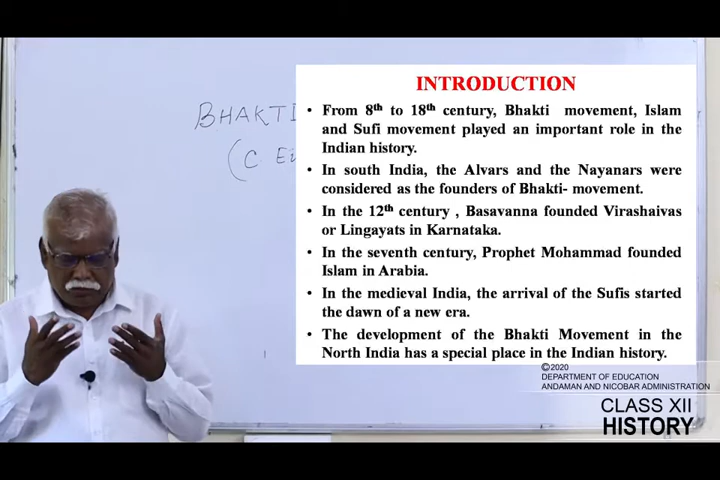 BHAKTI
(C
INTRODUCTION
• From 8th to 18th century, Bhakti movement, Islam
and Sufi movement played an important role in the
Indian history.
• In south India, the Alvars and the Nayanars were
considered as the founders of Bhakti- movement.
• In the 12th century , Basavanna founded Virashaivas
or Lingayats in Karnataka.
• In the seventh century, Prophet Mohammad founded
Islam in Arabia.
• In the medieval India, the arrival of the Sufis started
the dawn of a new era.
• The development of the Bhakti Movement in the
North India has a special place in the Indian history.
©2020
DEPARTMENT OF EDUCATION
ANDAMAN AND NICOBAR ADMINISTRATION
CLASS XII
HISTORY